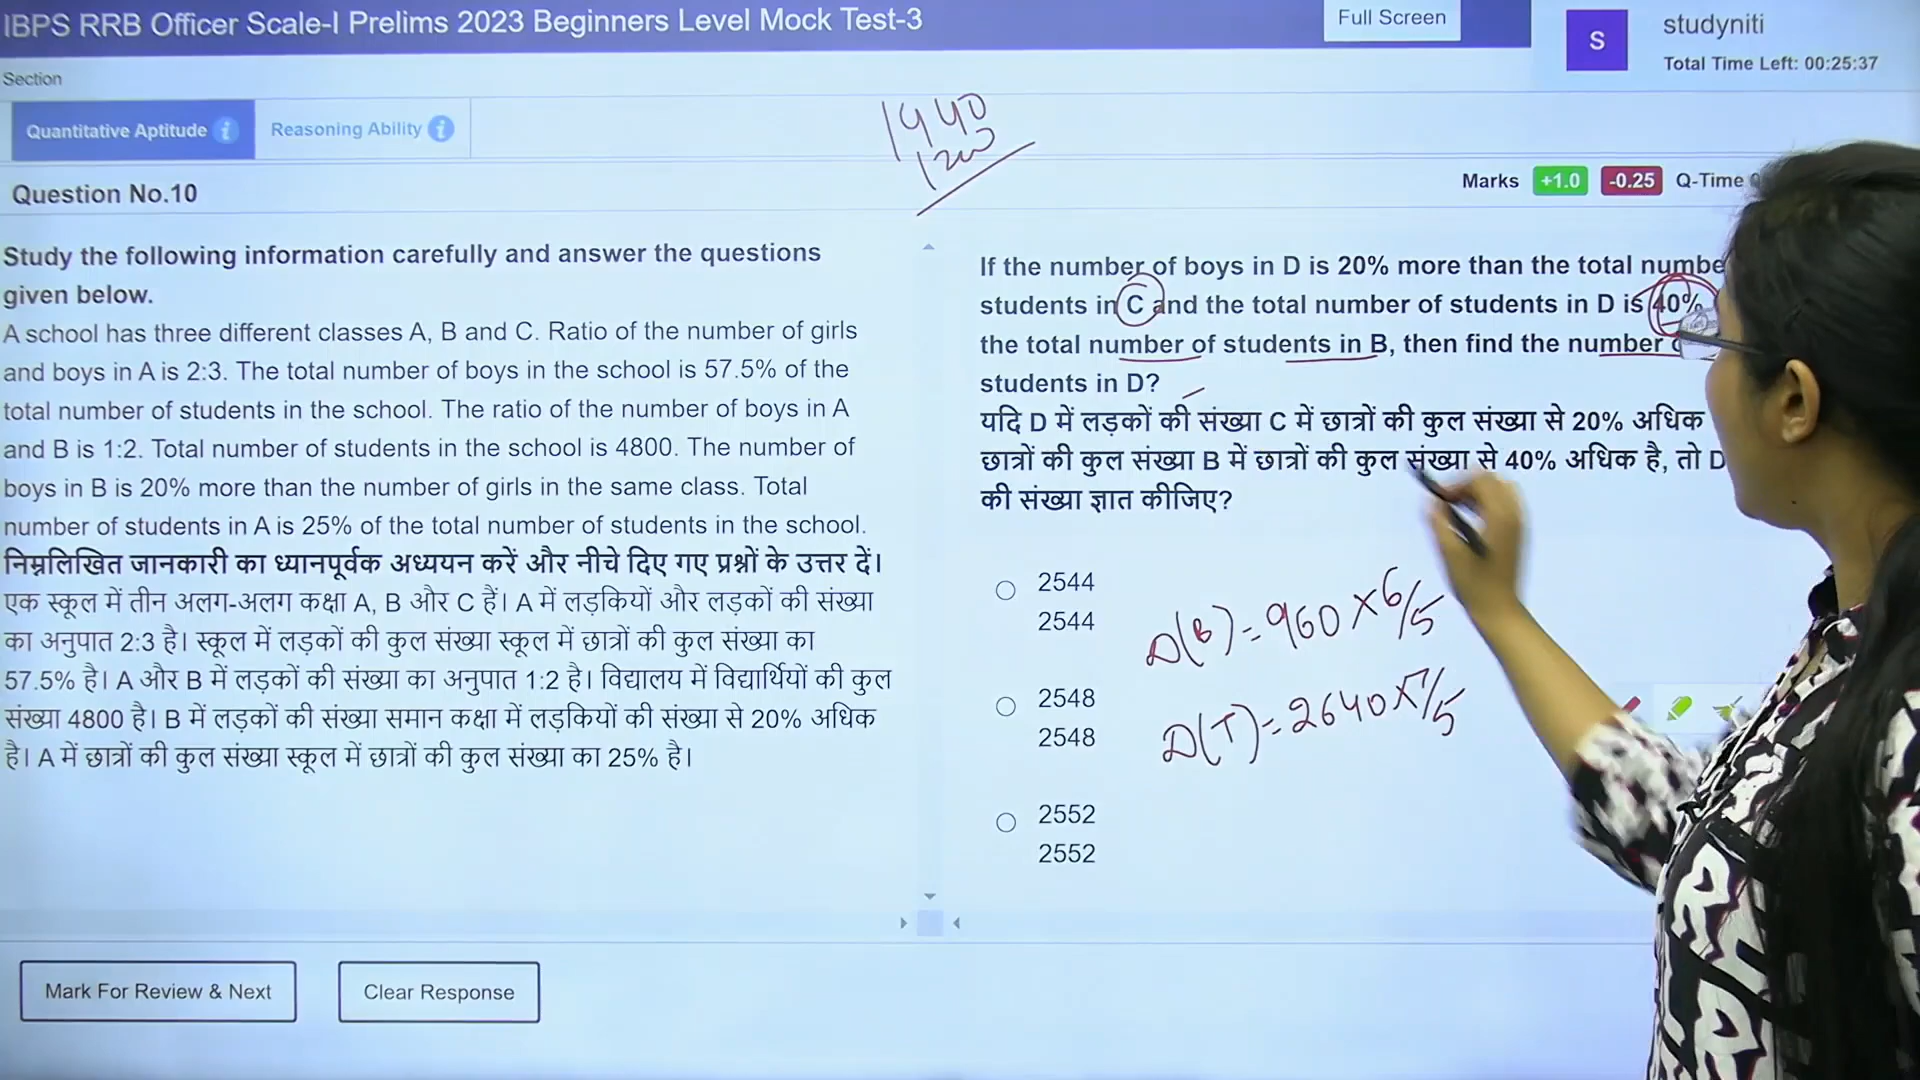 IBPS RRB Officer Scale-I Prelims 2023 Beginners Level Mock Test-3
Full Screen
S
studyniti
Total Time Left: 00:25:37
Section
Quantitative Aptitude i
Reasoning Ability i
1440
1200
Question No.10
Marks +1.0 -0.25 Q-Time
Study the following information carefully and answer the questions
given below.
A school has three different classes A, B and C. Ratio of the number of girls
and boys in A is 2:3. The total number of boys in the school is 57.5% of the
total number of students in the school. The ratio of the number of boys in A
and B is 1:2. Total number of students in the school is 4800. The number of
boys in B is 20% more than the number of girls in the same class. Total
number of students in A is 25% of the total number of students in the school.
निम्नलिखित जानकारी का ध्यानपूर्वक अध्ययन करें और नीचे दिए गए प्रश्नों के उत्तर दें।
एक स्कूल में तीन अलग-अलग कक्षा A, B और C हैं। A में लड़कियों और लड़कों की संख्या
का अनुपात 2:3 है। स्कूल में लड़कों की कुल संख्या स्कूल में छात्रों की कुल संख्या का
57.5% है। A और B में लड़कों की संख्या का अनुपात 1:2 है। विद्यालय में विद्यार्थियों की कुल
संख्या 4800 है। B में लड़कों की संख्या समान कक्षा में लड़कियों की संख्या से 20% अधिक
है। A में छात्रों की कुल संख्या स्कूल में छात्रों की कुल संख्या का 25% है।
If the number of boys in D is 20% more than the total
students in C and the total number of students in D is 40%
the total number of students in B, then find the number
students in D?
यदि D में लड़कों की संख्या C में छात्रों की कुल संख्या से 20% अधिक
छात्रों की कुल संख्या B में छात्रों की कुल संख्या से 40% अधिक है, तो D
की संख्या ज्ञात कीजिए?
2544
2544
2548
2548
2552
2552
D(B) = 960 × 6/5
D(T) = 2640 × 7/5
Mark For Review & Next
Clear Response